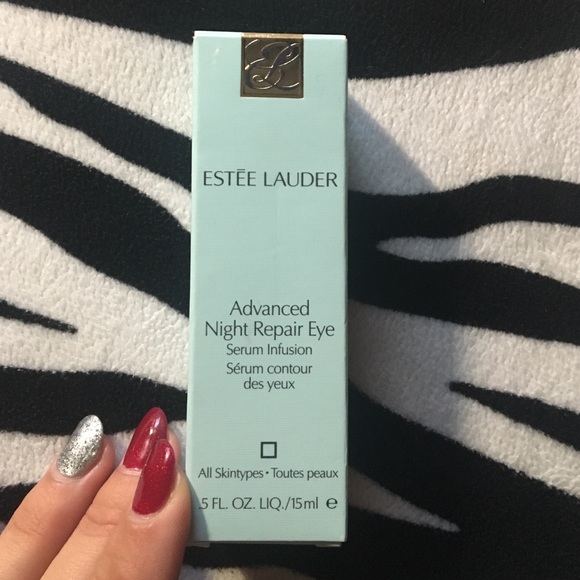 ESTĒE LAUDER
Advanced
Night Repair Eye
Serum Infusion
Sérum contour
des yeux
All Skintypes • Toutes peaux
.5 FL. OZ. LIQ./15ml e